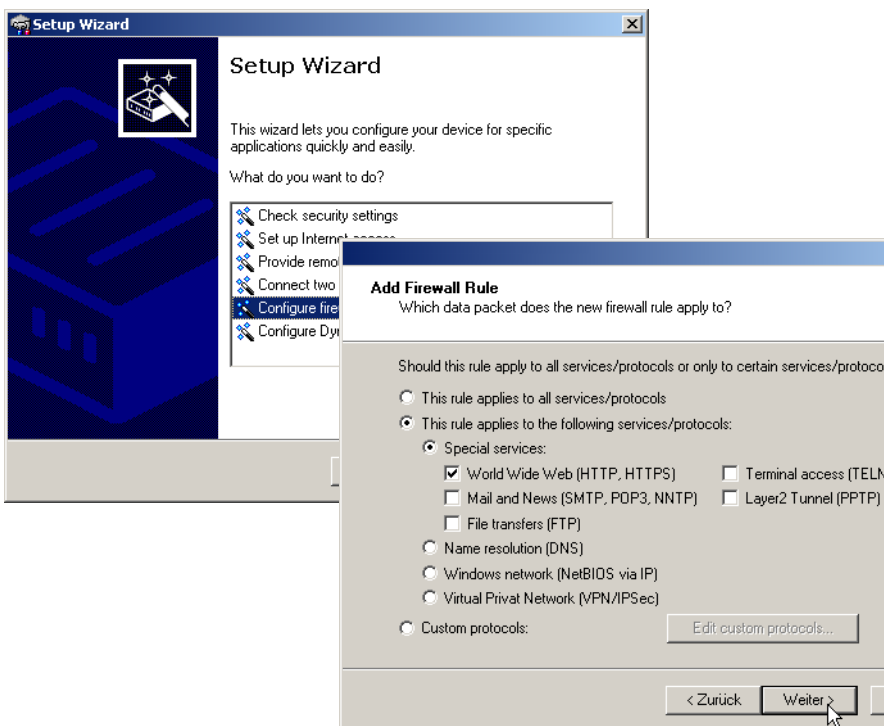 Setup Wizard
Setup Wizard
This wizard lets you configure your device for specific
applications quickly and easily.
What do you want to do?
Check security settings
Set up Internet access
Provide
Connect two
Configure
Configure
Add Firewall Rule
Which data packet does the new firewall rule apply to?
Should this rule apply to all services/protocols or only to certain
This rule applies to all services/protocols
This rule applies to the following services/protocols:
Special services:
World Wide Web (HTTP, HTTPS)
Terminal access
Mail and News (SMTP, POP3, NNTP)
Layer2 Tunnel (PPTP)
File transfers (FTP)
Name resolution (DNS)
Windows network (NetBIOS via IP)
Virtual Privat Network (VPN/IPSec)
Custom protocols:
Edit custom protocols...
< Zurück
Weiter >